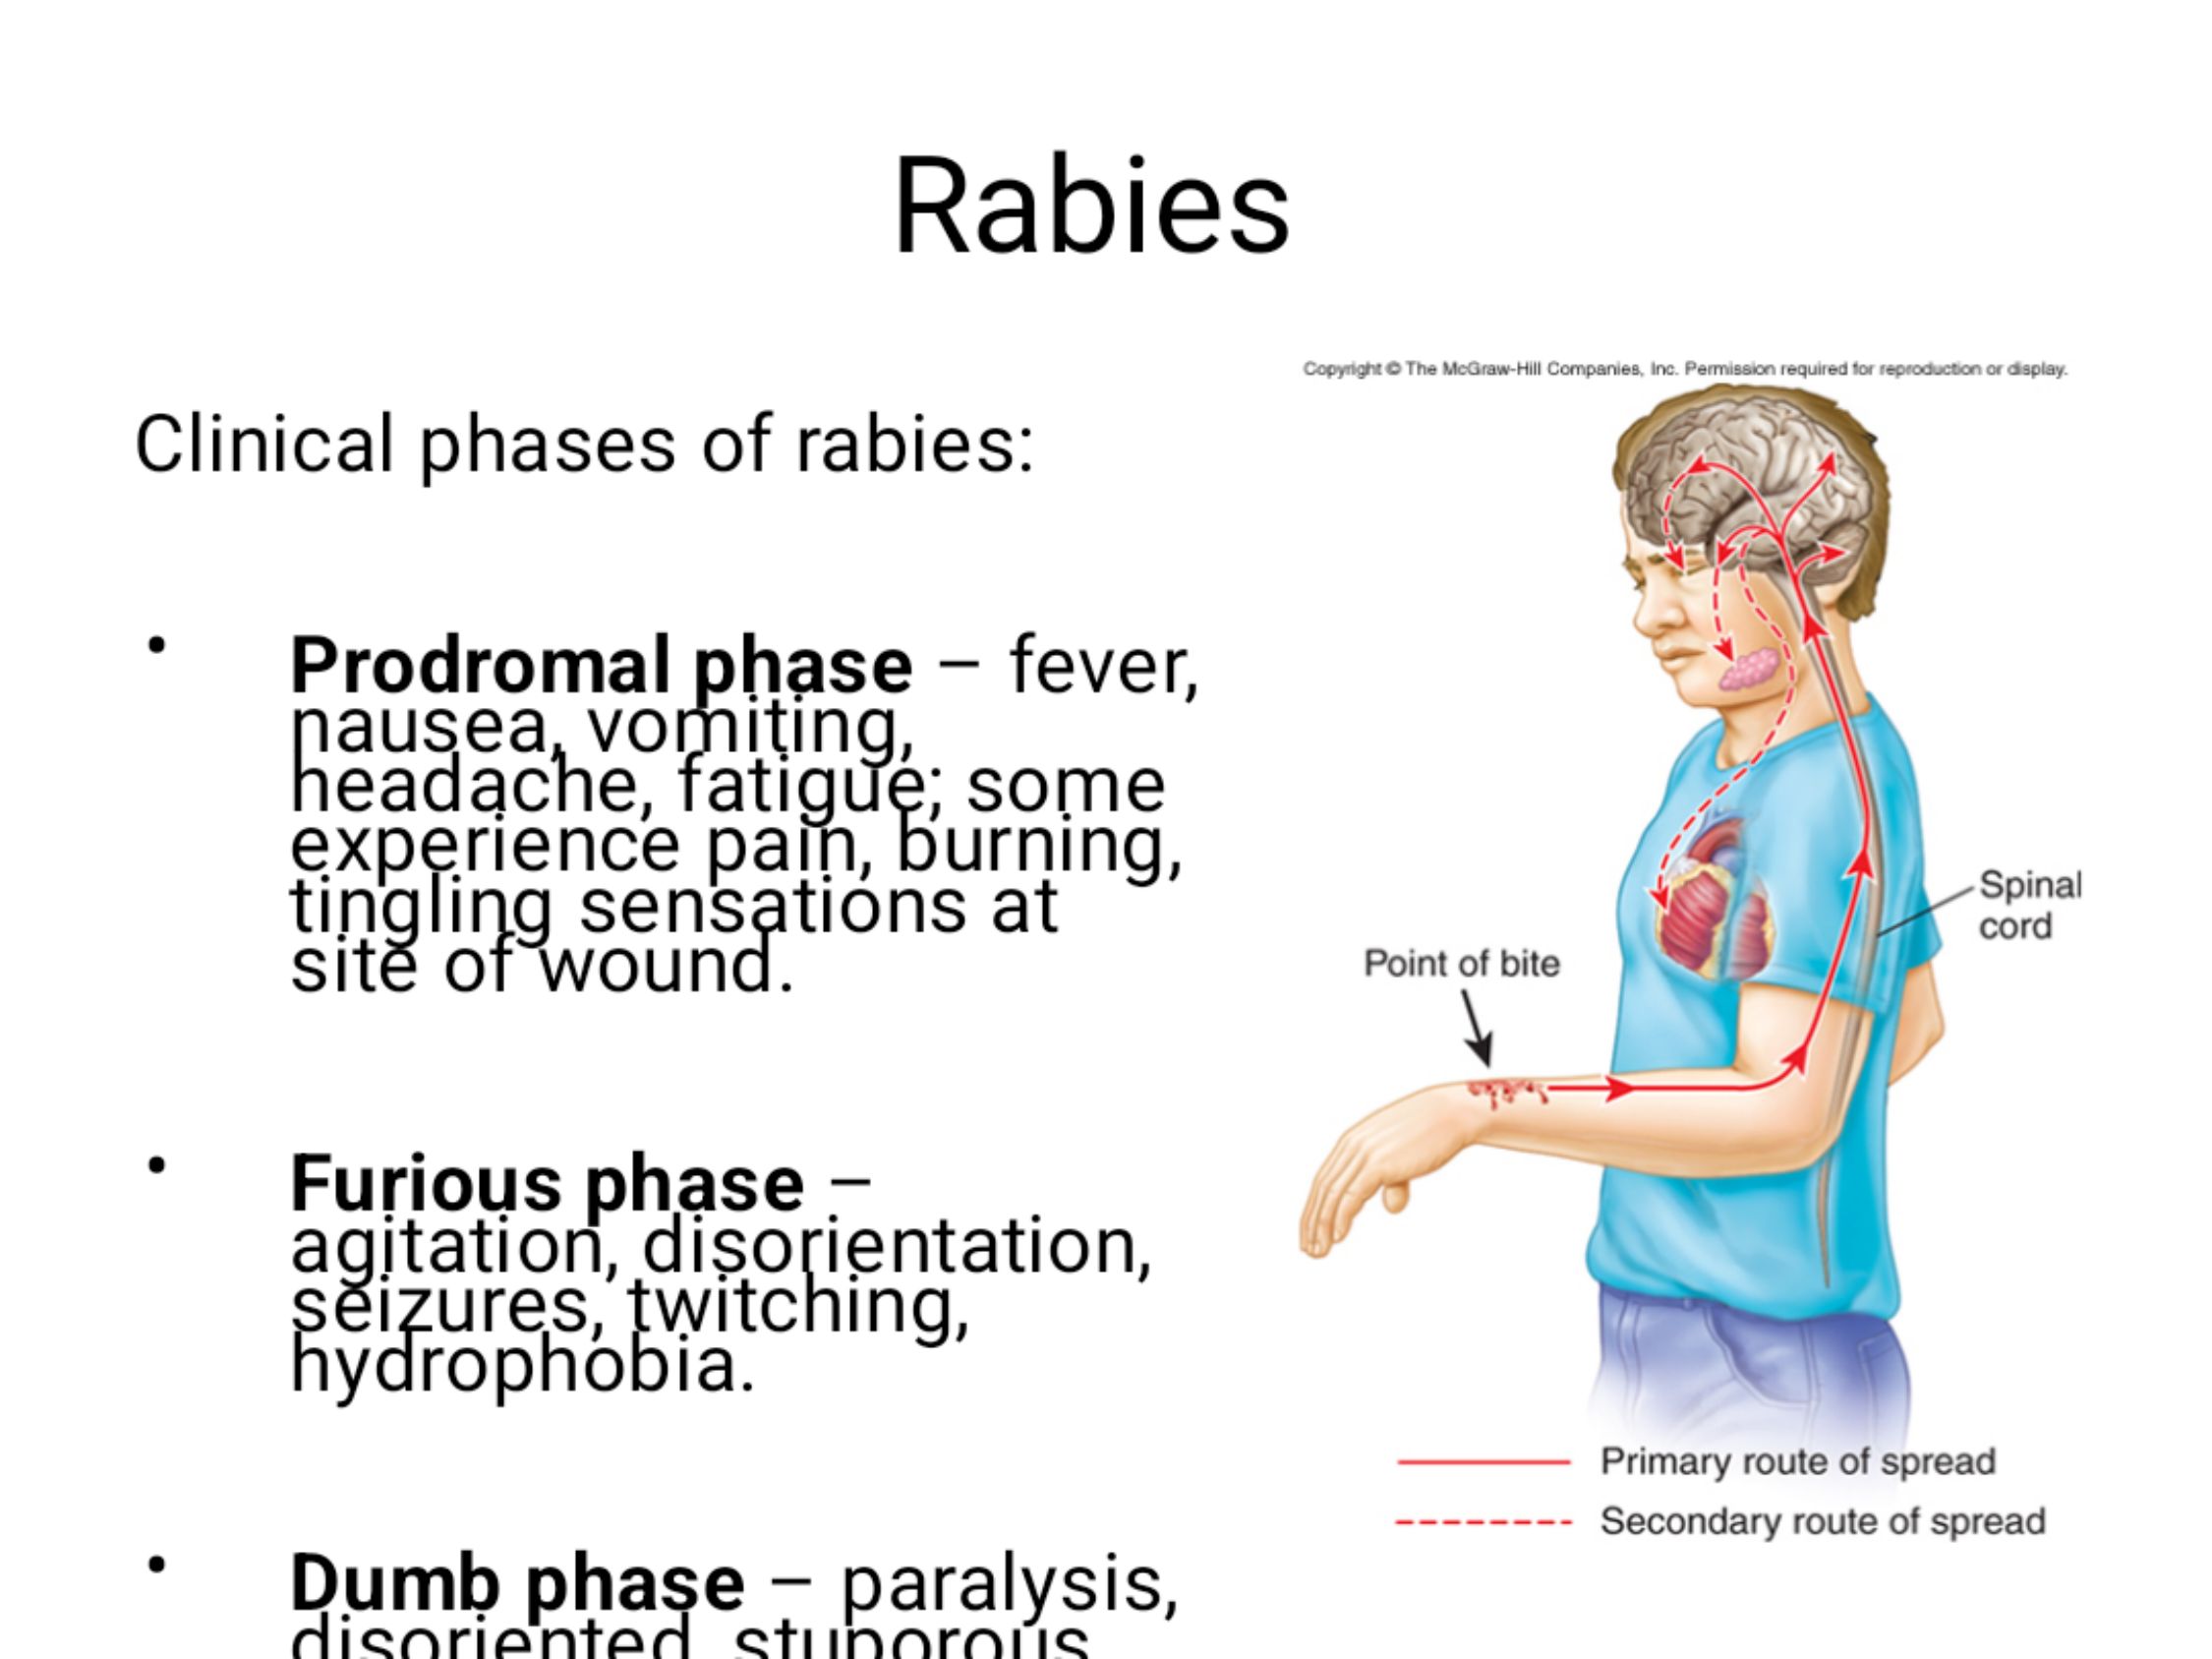 Rabies
Copyright © The McGraw-Hill Companies, Inc. Permission required for reproduction or display.
Clinical phases of rabies:
• Prodromal phase – fever,
nausea, vomiting,
headache, fatigue; some
experience pain, burning,
tingling sensations at
site of wound.
• Furious phase –
agitation, disorientation,
seizures, twitching,
hydrophobia.
• Dumb phase – paralysis,
disoriented, stuporous
Spinal
cord
Point of bite
Primary route of spread
Secondary route of spread